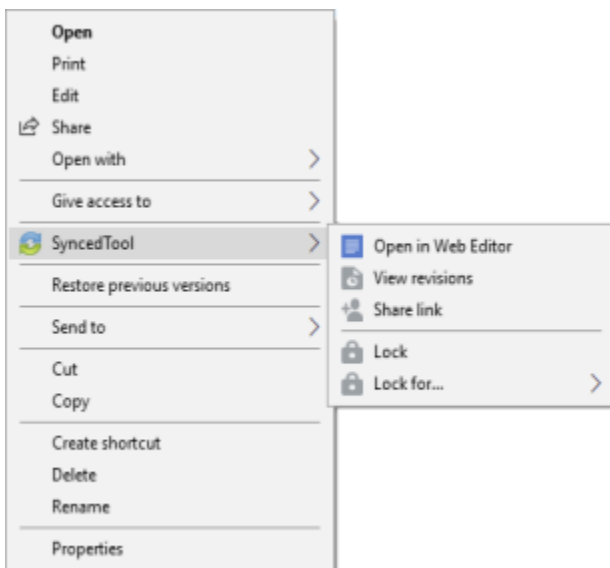 Open
Print
Edit
Share
Open with
Give access to
SyncedTool
Restore previous versions
Send to
Cut
Copy
Create shortcut
Delete
Rename
Properties
Open in Web Editor
View revisions
Share link
Lock
Lock for...